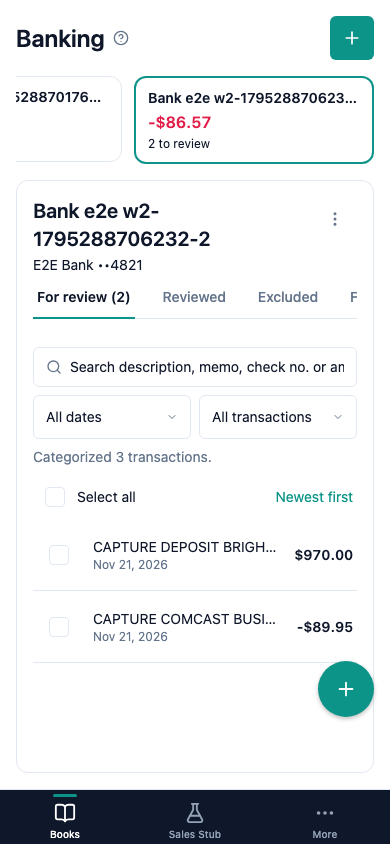 Banking
528870176...
Bank e2e w2-17952887062​3...
-$86.57
2 to review
Bank e2e w2-
1795288706232-2
E2E Bank ••4821
For review (2)
Reviewed
Excluded
F
Search description, memo, check no. or an
All dates
All transactions
Categorized 3 transactions.
Select all
Newest first
CAPTURE DEPOSIT BRIGH...
$970.00
Nov 21, 2026
CAPTURE COMCAST BUSI...
-$89.95
Nov 21, 2026
Books
Sales Stub
More